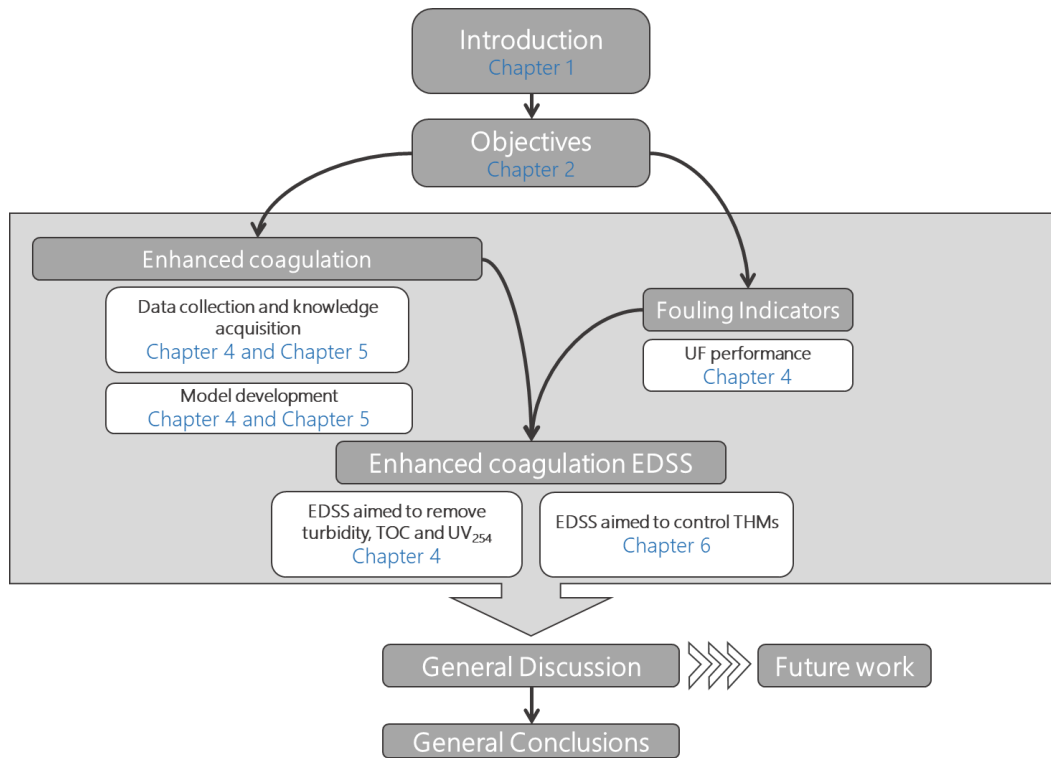 Introduction
Chapter 1
Objectives
Chapter 2
Enhanced coagulation
Data collection and knowledge
acquisition
Chapter 4 and Chapter 5
Model development
Chapter 4 and Chapter 5
Fouling Indicators
UF performance
Chapter 4
Enhanced coagulation EDSS
EDSS aimed to remove
turbidity, TOC and UV₂₅₄
Chapter 4
EDSS aimed to control THMs
Chapter 6
General Discussion
Future work
General Conclusions